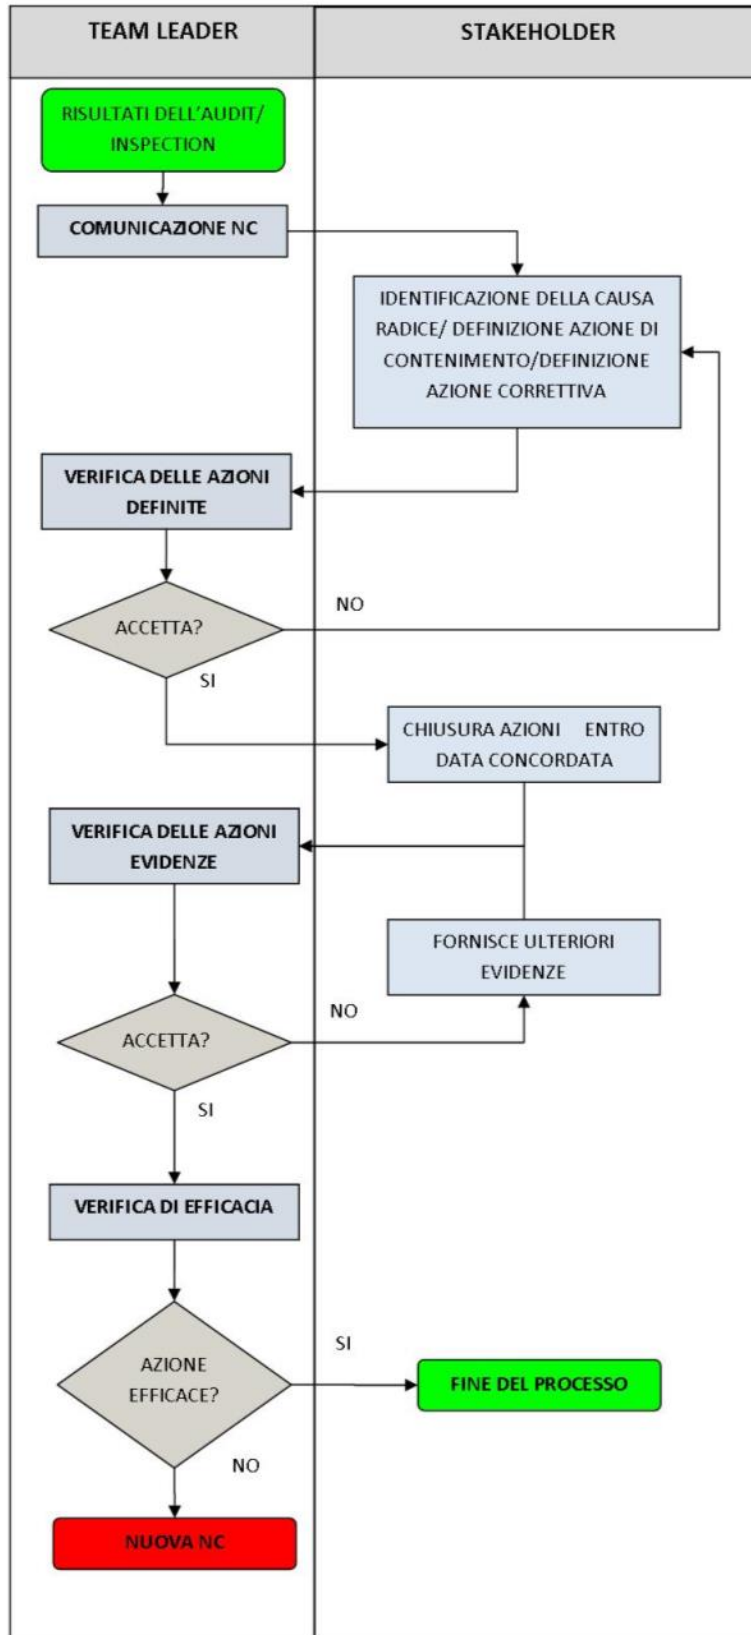 TEAM LEADER
STAKEHOLDER
RISULTATI DELL'AUDIT/
INSPECTION
COMUNICAZIONE NC
IDENTIFICAZIONE DELLA CAUSA
RADICE/ DEFINIZIONE AZIONE DI
CONTENIMENTO/DEFINIZIONE
AZIONE CORRETTIVA
VERIFICA DELLE AZIONI
DEFINITE
ACCETTA?
NO
SI
CHIUSURA AZIONI ENTRO
DATA CONCORDATA
VERIFICA DELLE AZIONI
EVIDENZE
FORNISCE ULTERIORI
EVIDENZE
ACCETTA?
NO
SI
VERIFICA DI EFFICACIA
AZIONE
EFFICACE?
SI
FINE DEL PROCESSO
NO
NUOVA NC